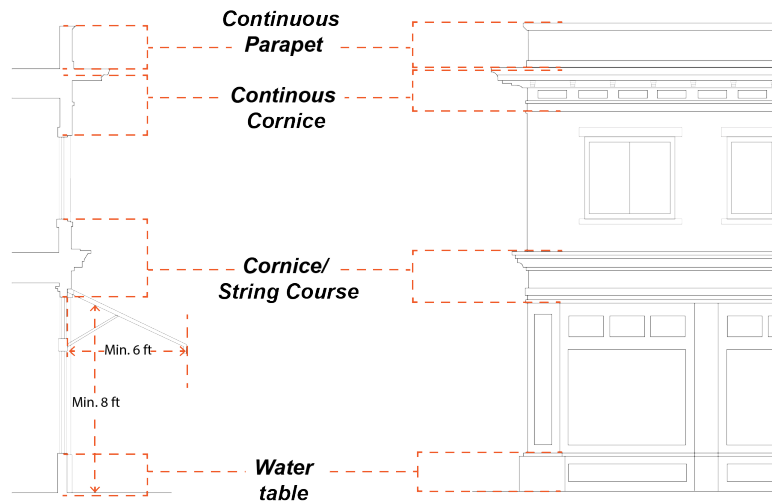 Continuous
Parapet
Continous
Cornice
Cornice/
String Course
Min. 6 ft
Min. 8 ft
Water
table